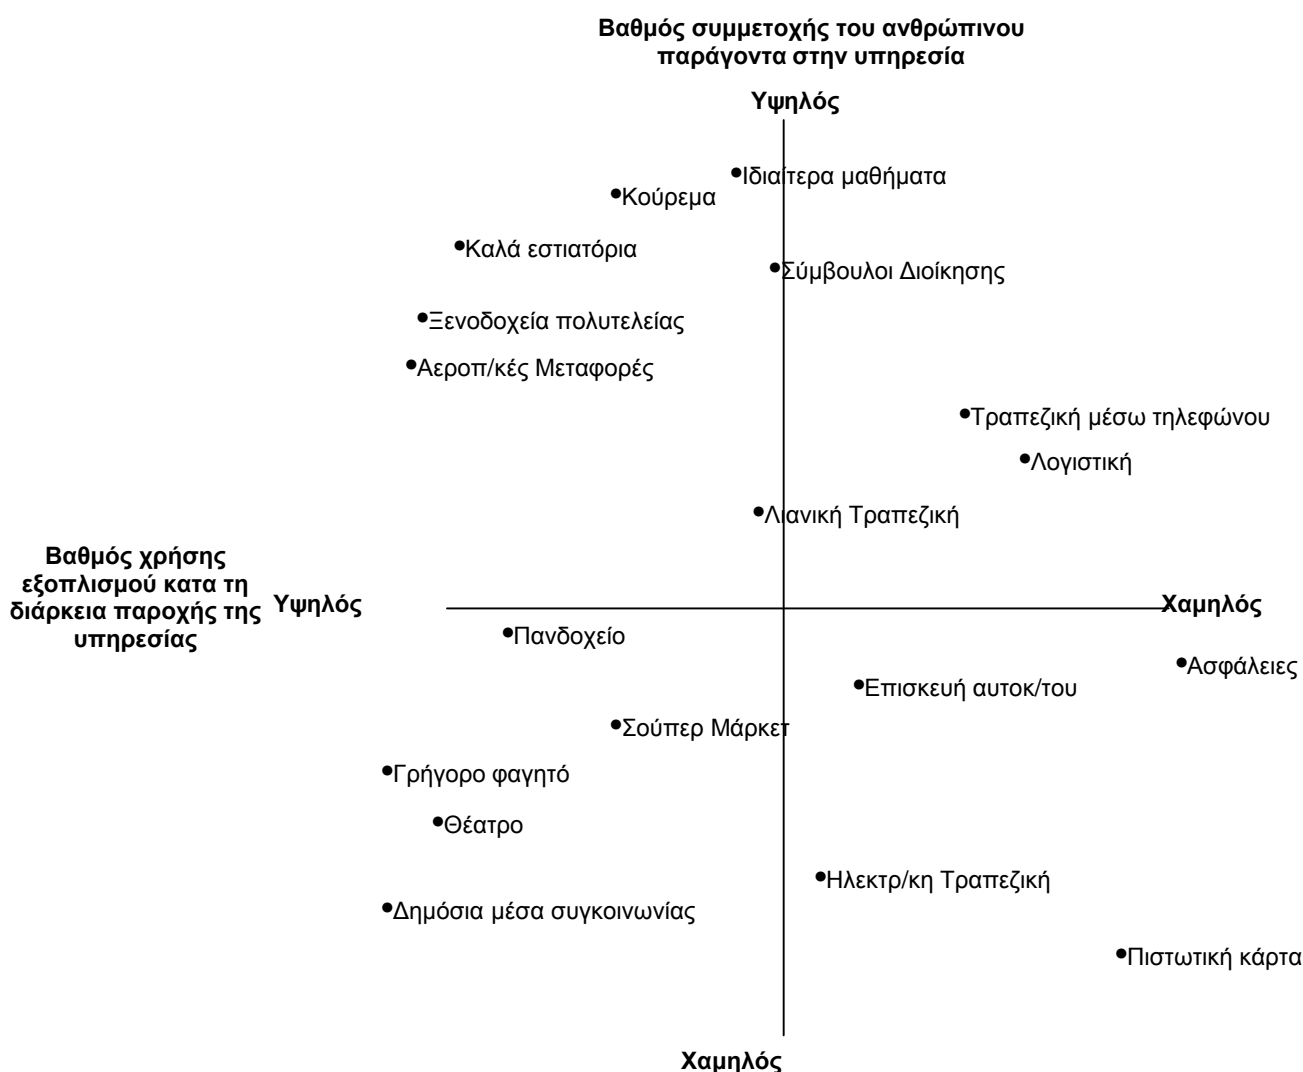 Βαθμός συμμετοχής του ανθρώπινου
παράγοντα στην υπηρεσία
Υψηλός
Ιδιαίτερα μαθήματα
Κούρεμα
Καλά εστιατόρια
Σύμβουλοι Διοίκησης
Ξενοδοχεία πολυτελείας
Αεροπ/κές Μεταφορές
Τραπεζική μέσω τηλεφώνου
Λογιστική
Λιανική Τραπεζική
Βαθμός χρήσης
εξοπλισμού κατα τη
διάρκεια παροχής της
υπηρεσίας
Υψηλός
Χαμηλός
Πανδοχείο
Ασφάλειες
Επισκευή αυτοκ/του
Σούπερ Μάρκετ
Γρήγορο φαγητό
Θέατρο
Ηλεκτρ/κη Τραπεζική
Δημόσια μέσα συγκοινωνίας
Πιστωτική κάρτα
Χαμηλός